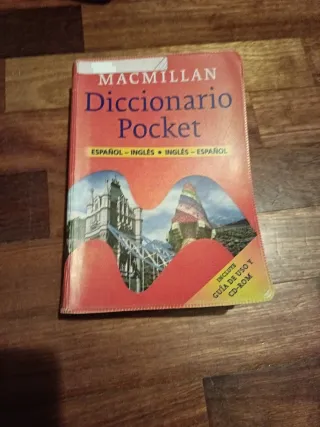 MACMILLAN
Diccionario
Pocket
ESPAÑOL – INGLÉS ★ INGLÉS – ESPAÑOL
INCLUYE
GUÍA DE USO Y
CD-ROM